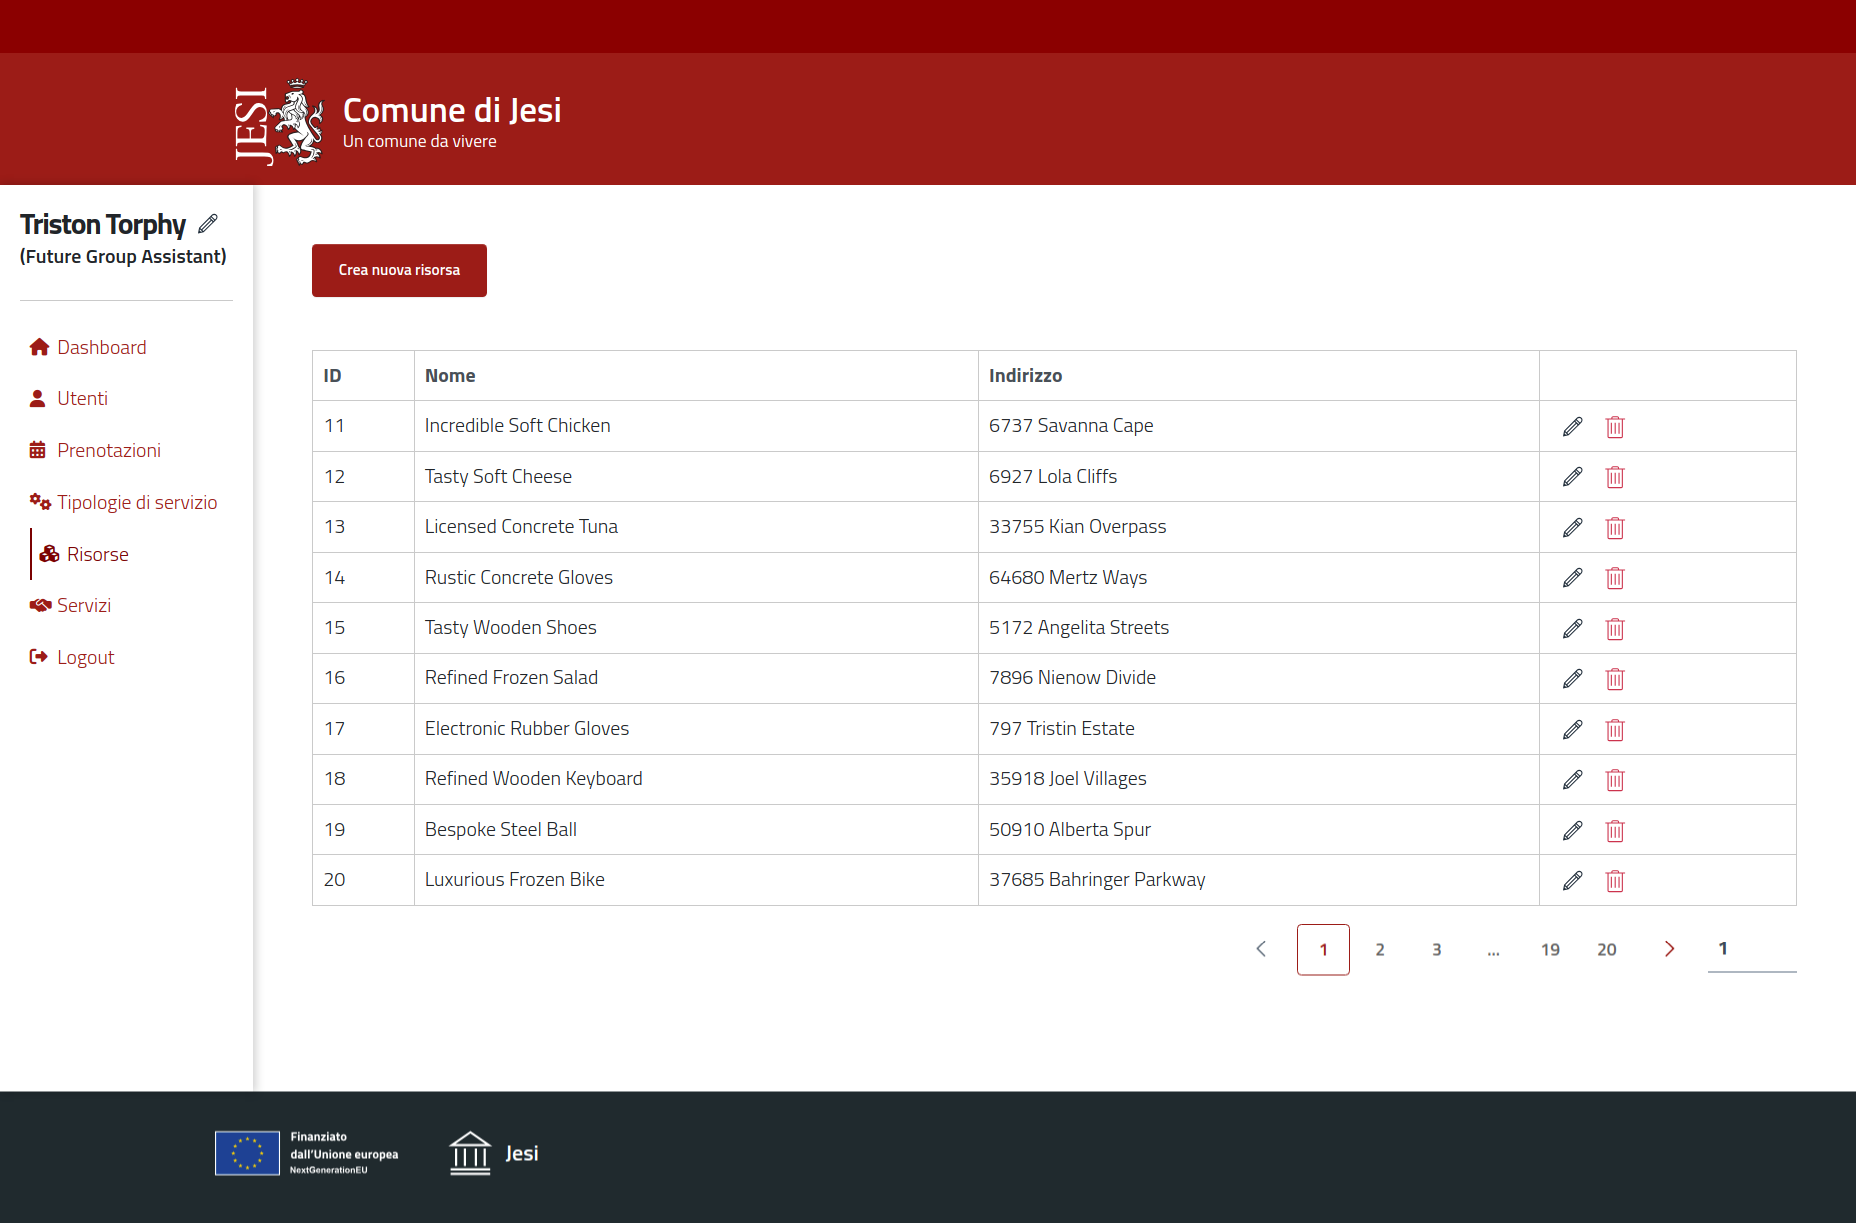 JESI
Comune di Jesi
Un comune da vivere
Triston Torphy
(Future Group Assistant)
Dashboard
Utenti
Prenotazioni
Tipologie di servizio
Risorse
Servizi
Logout
Crea nuova risorsa
ID Nome Indirizzo
11 Incredible Soft Chicken 6737 Savanna Cape
12 Tasty Soft Cheese 6927 Lola Cliffs
13 Licensed Concrete Tuna 33755 Kian Overpass
14 Rustic Concrete Gloves 64680 Mertz Ways
15 Tasty Wooden Shoes 5172 Angelita Streets
16 Refined Frozen Salad 7896 Nienow Divide
17 Electronic Rubber Gloves 797 Tristin Estate
18 Refined Wooden Keyboard 35918 Joel Villages
19 Bespoke Steel Ball 50910 Alberta Spur
20 Luxurious Frozen Bike 37685 Bahringer Parkway
1 2 3 ... 19 20 1
Finanziato
dall'Unione europea
NextGenerationEU
Jesi